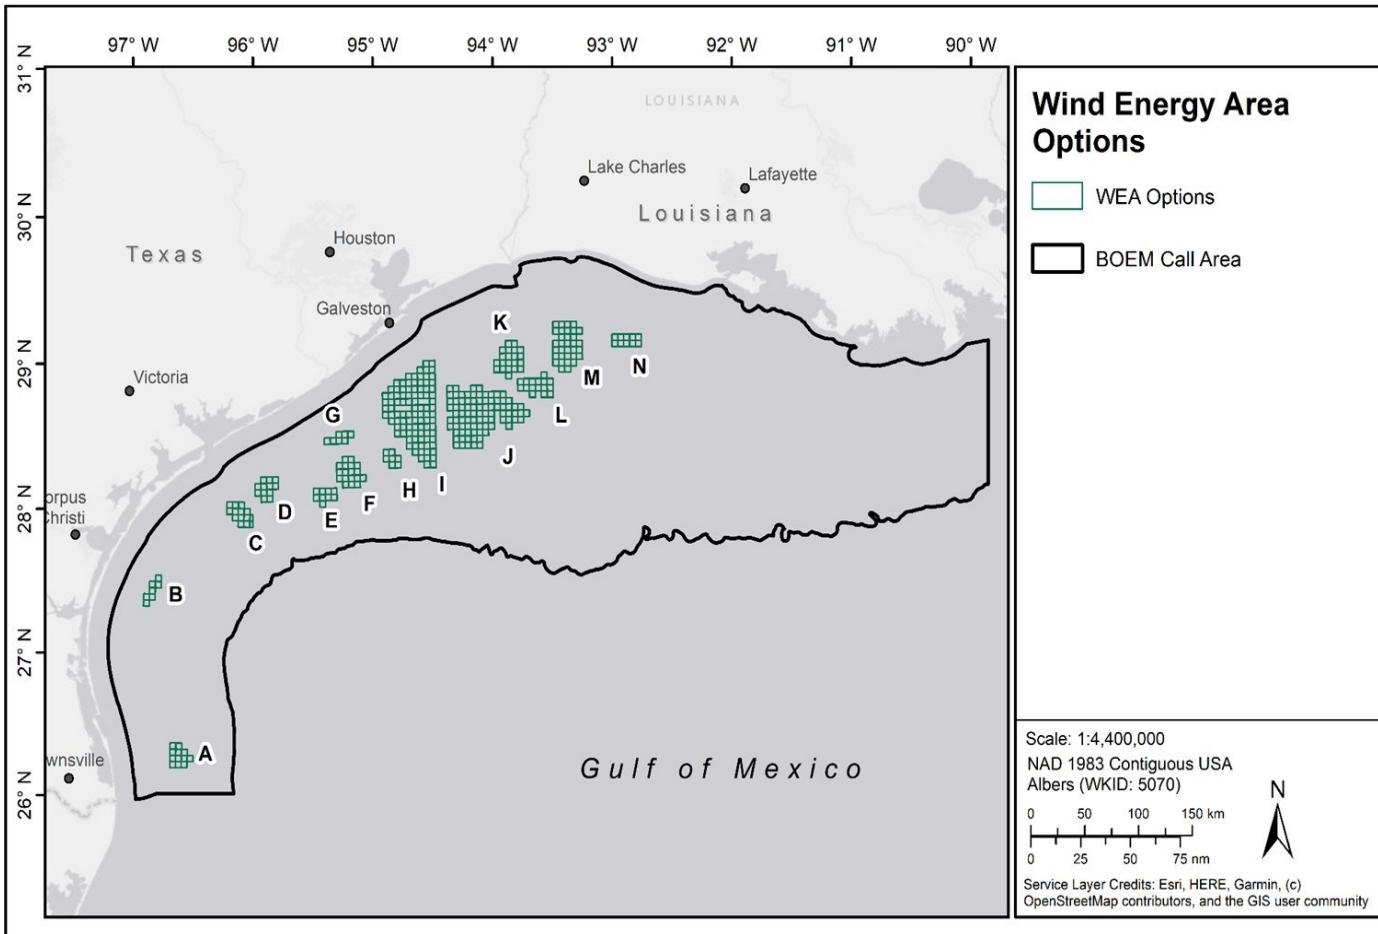 97° W 96° W 95° W 94° W 93° W 92° W 91° W 90° W
31° N
30° N
29° N
28° N
27° N
26° N
LOUISIANA
Lake Charles
Lafayette
Louisiana
Houston
Texas
Galveston
Victoria
orpus
Christi
wnsville
K
N
M
G
L
J
I
H
F
D
E
C
B
A
Gulf of Mexico
Wind Energy Area
Options
WEA Options
BOEM Call Area
Scale: 1:4,400,000
NAD 1983 Contiguous USA
Albers (WKID: 5070)
N
0 50 100 150 km
0 25 50 75 nm
Service Layer Credits: Esri, HERE, Garmin, (c)
OpenStreetMap contributors, and the GIS user community